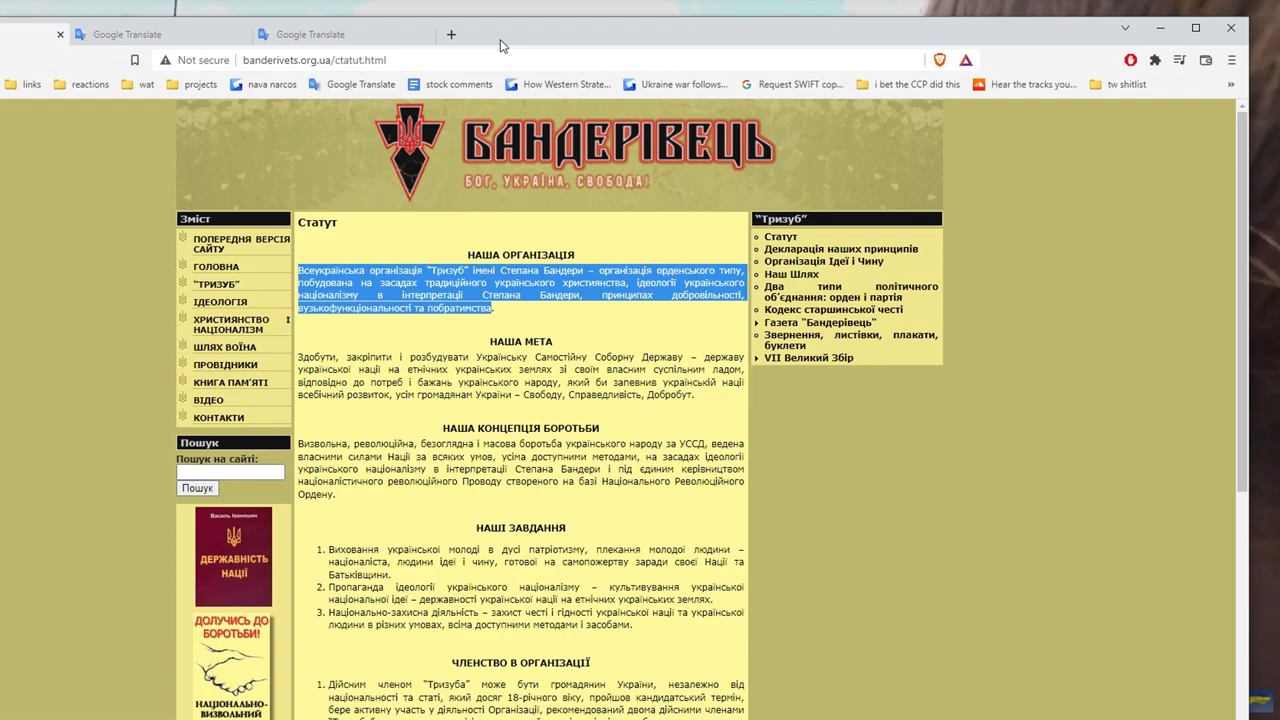 Google Translate
Google Translate
Not secure
banderivets.org.ua/ctatut.html
links
reactions
wat
projects
nava narcos
Google Translate
stock comments
How Western Strate...
Ukraine war follows...
Request SWIFT cop...
i bet the CCP did this
Hear the tracks you...
tw shitlist
»
БАНДЕРІВЕЦЬ
БОГ, УКРАЇНА, СВОБОДА!
Зміст
ПОПЕРЕДНЯ ВЕРСІЯ
САЙТУ
ГОЛОВНА
“ТРИЗУБ”
ІДЕОЛОГІЯ
ХРИСТИЯНСТВО І
НАЦІОНАЛІЗМ
ШЛЯХ ВОЇНА
ПРОВІДНИКИ
КНИГА ПАМ'ЯТІ
ВІДЕО
КОНТАКТИ
Пошук
Пошук на сайті:
Пошук
Василь Іванишин
ДЕРЖАВНІСТЬ
НАЦІЇ
ДОЛУЧИСЬ ДО
БОРОТЬБИ!
НАЦІОНАЛЬНО-
ВИЗВОЛЬНИЙ
Статут
НАША ОРГАНІЗАЦІЯ
Всеукраїнська організація “Тризуб” імені Степана Бандери – організація орденського типу,
побудована на засадах традиційного українського християнства, ідеології українського
націоналізму в інтерпретації Степана Бандери, принципах добровільності,
вузькофункціональності та побратимства.
НАША МЕТА
Здобути, закріпити і розбудувати Українську Самостійну Соборну Державу – державу
української нації на етнічних українських землях зі своїм власним суспільним ладом,
відповідно до потреб і бажань українського народу, який би запевнив українській нації
всебічний розвиток, усім громадянам України – Свободу, Справедливість, Добробут.
НАША КОНЦЕПЦІЯ БОРОТЬБИ
Визвольна, революційна, безоглядна і масова боротьба українського народу за УССД, ведена
власними силами Нації за всяких умов, усіма доступними методами, на засадах ідеології
українського націоналізму в інтерпретації Степана Бандери і під єдиним керівництвом
націоналістичного революційного Проводу створеного на базі Національного Революційного
Ордену.
НАШІ ЗАВДАННЯ
1. Виховання української молоді в дусі патріотизму, плекання молодої людини –
націоналіста, людини ідеї і чину, готової на самопожертву заради своєї Нації та
Батьківщини.
2. Пропаганда ідеології українського націоналізму – культивування української
національної ідеї – державності української нації на етнічних українських землях.
3. Національно-захисна діяльність – захист честі і гідності української нації та української
людини в різних умовах, всіма доступними методами і засобами.
ЧЛЕНСТВО В ОРГАНІЗАЦІЇ
1. Дійсним членом “Тризуба” може бути громадянин України, незалежно від
національності та статі, який досяг 18-річного віку, пройшов кандидатський термін,
бере активну участь у діяльності Організації, рекомендований двома дійсними членами
“Тризуб”
Статут
Декларація наших принципів
Організація Ідеї і Чину
Наш Шлях
Два типи політичного
об’єднання: орден і партія
Кодекс старшинської честі
Газета "Бандерівець"
Звернення, листівки, плакати,
буклети
VII Великий Збір